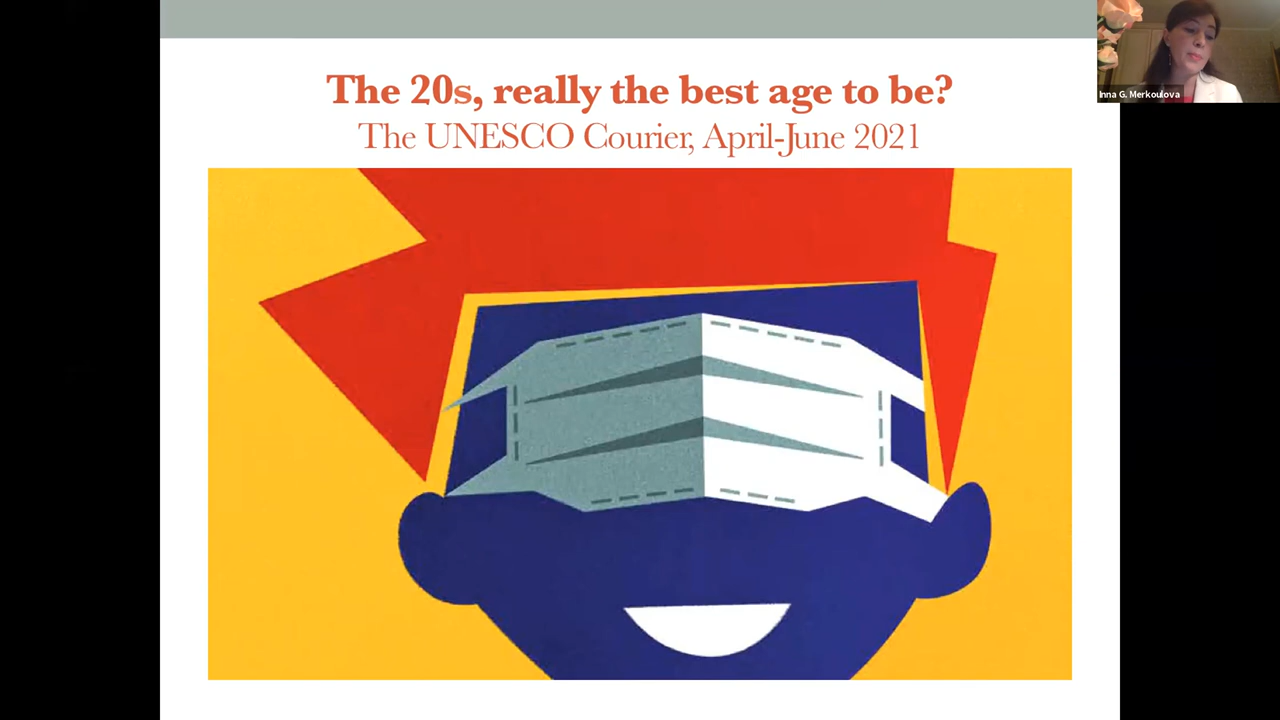 The 20s, really the best age to be?
The UNESCO Courier, April-June 2021
Inna G. Merkoulova